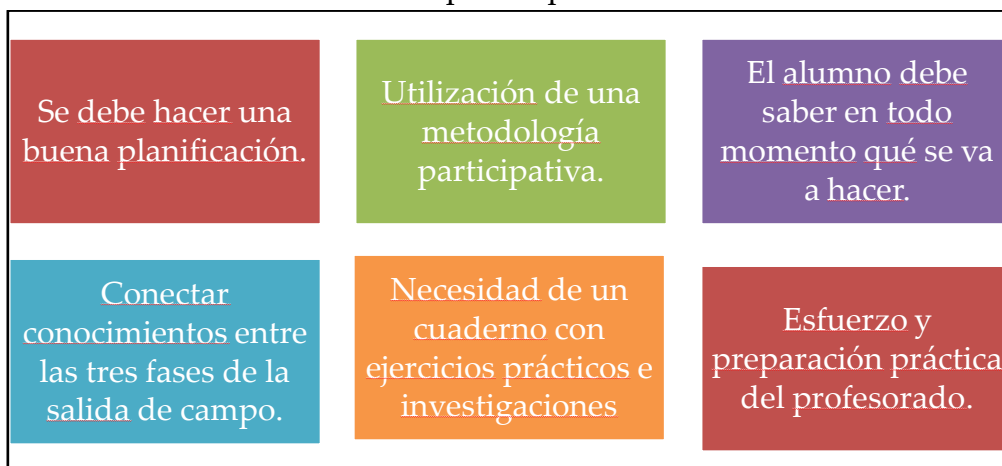 Se debe hacer una
buena planificación.
Utilización de una
metodología
participativa.
El alumno debe
saber en todo
momento qué se va
a hacer.
Conectar
conocimientos entre
las tres fases de la
salida de campo.
Necesidad de un
cuaderno con
ejercicios prácticos e
investigaciones
Esfuerzo y
preparación práctica
del profesorado.